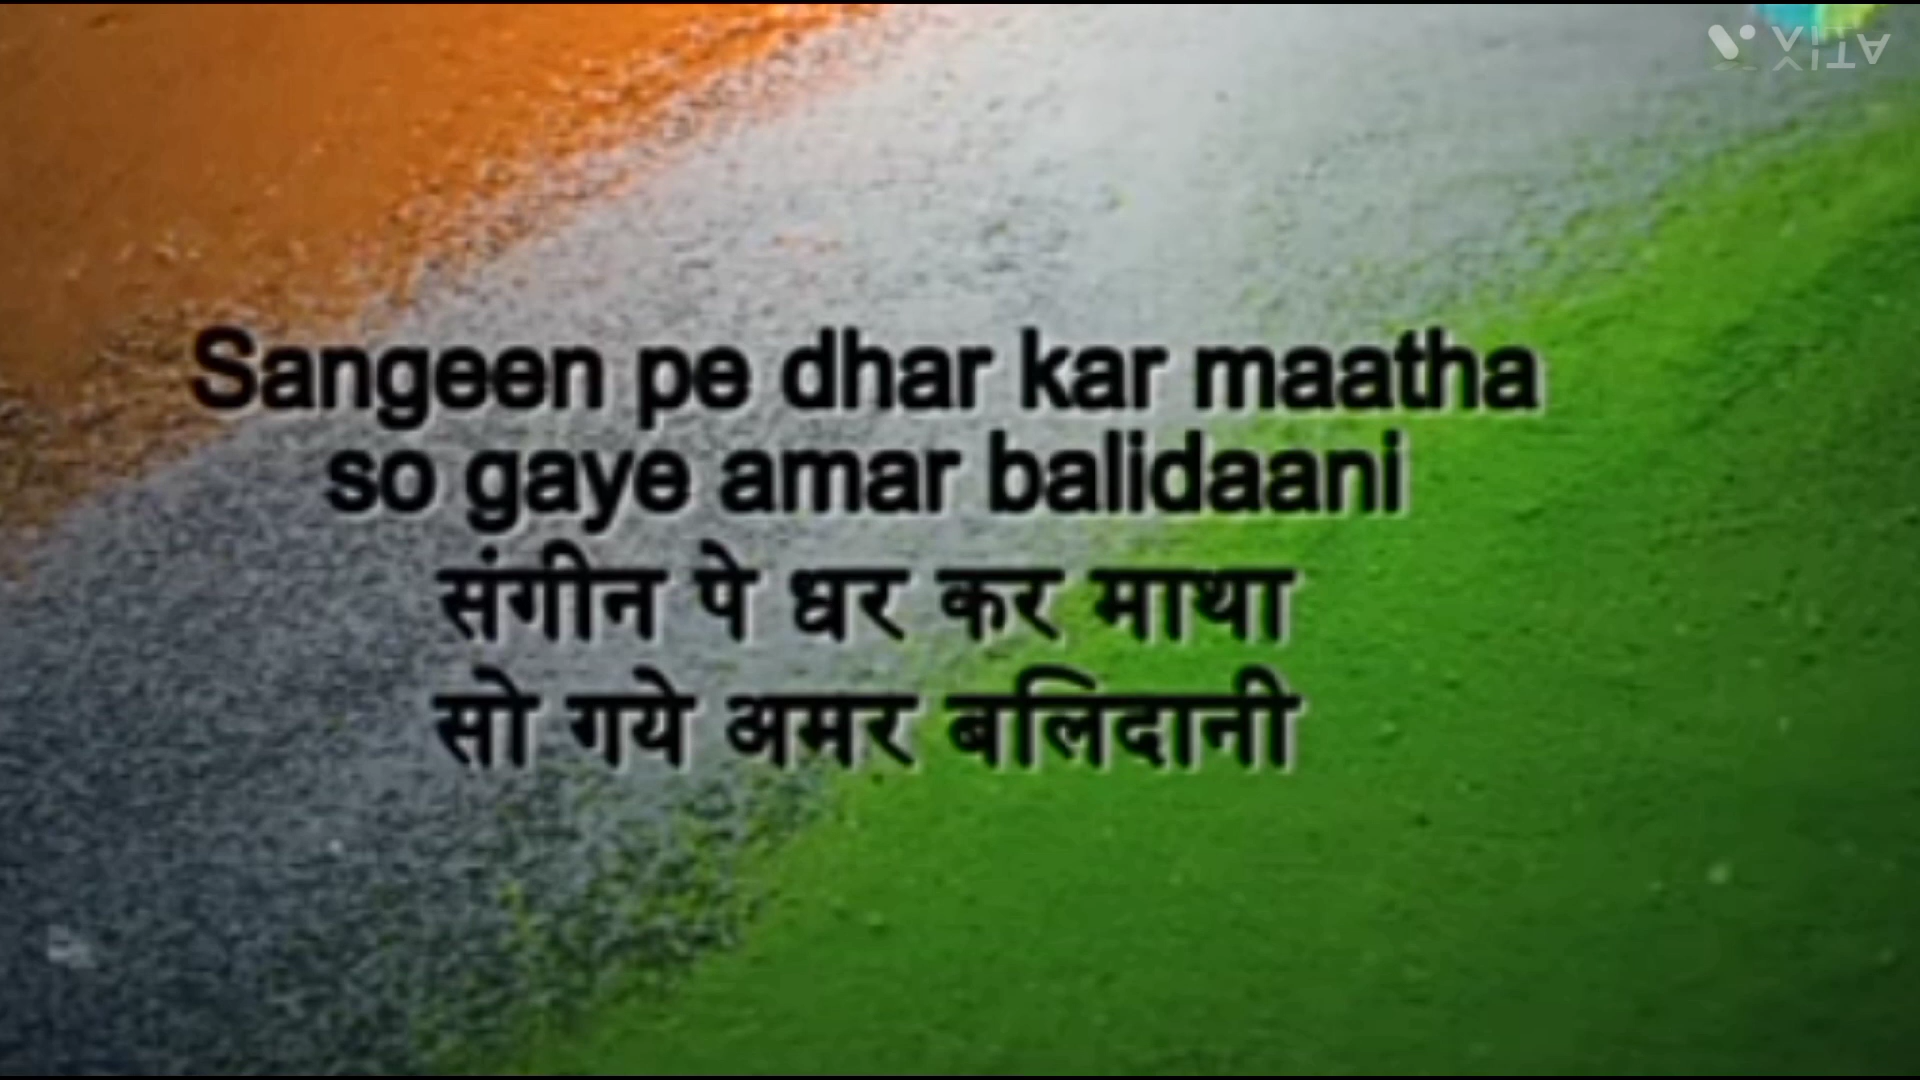 Sangeen pe dhar kar maatha
so gaye amar balidaani
संगीन पे धर कर माथा
सो गये अमर बलिदानी